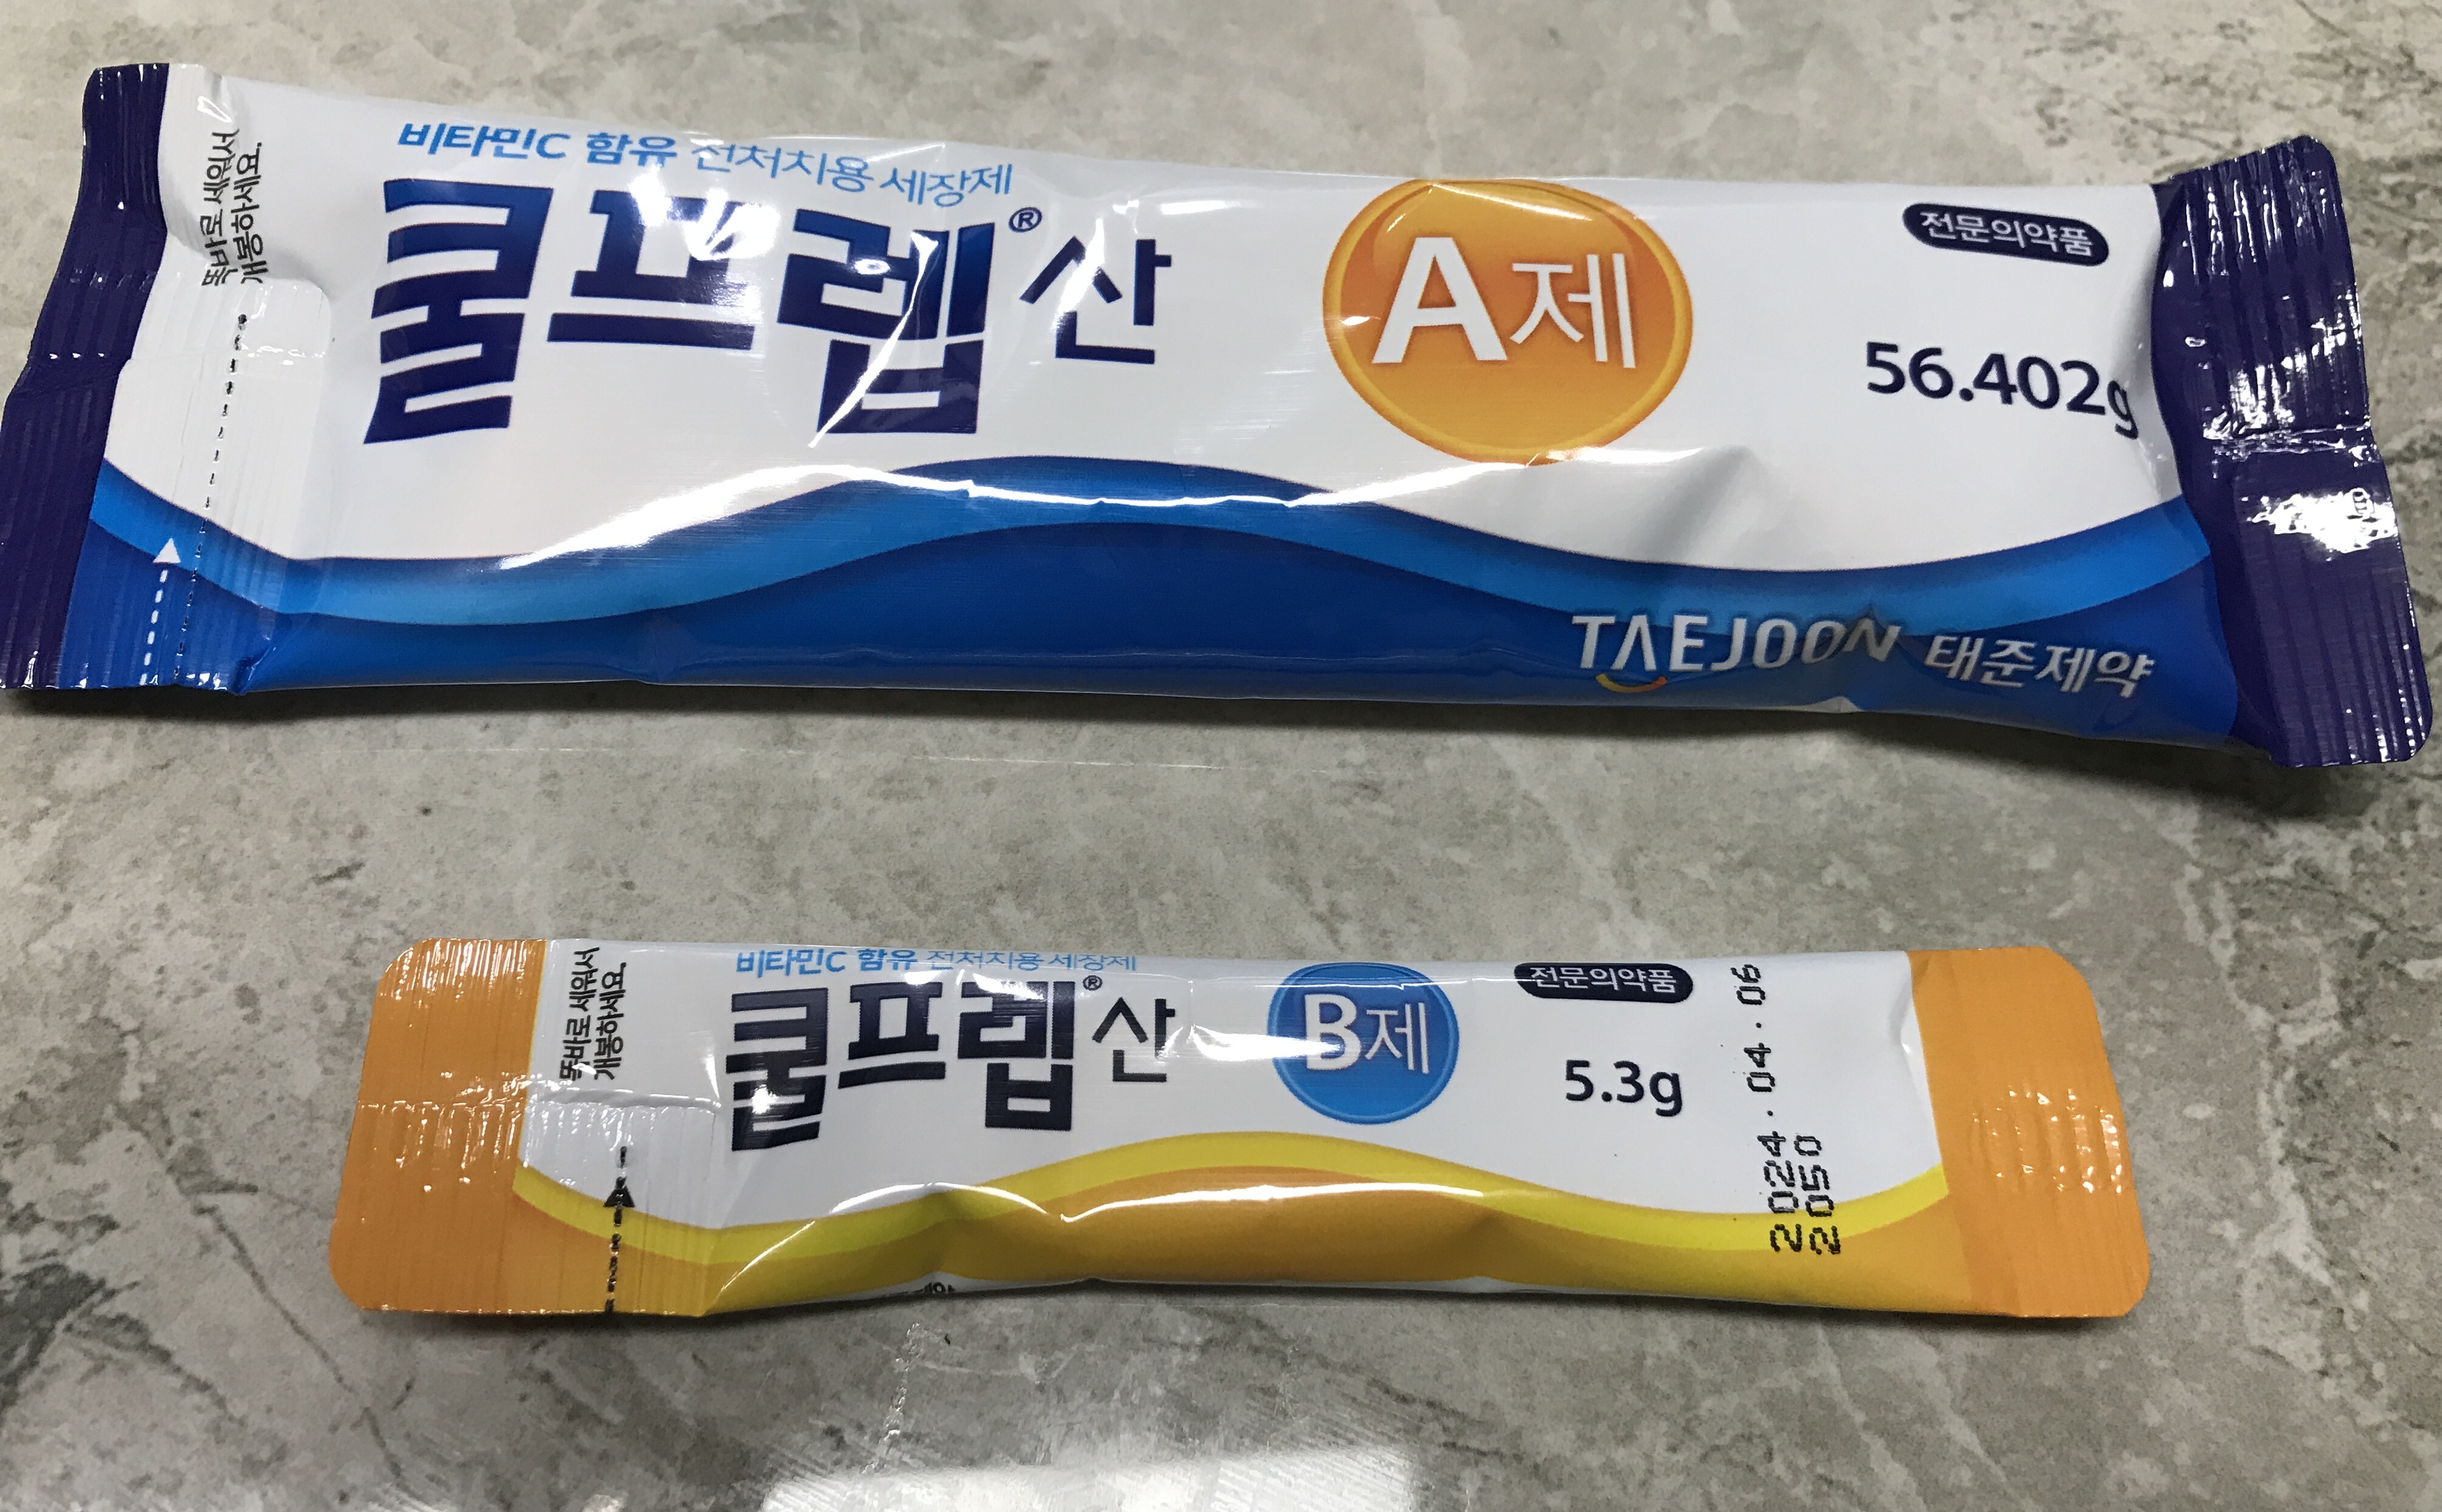 비타민C 함유 전처치용 세장제
쿨프렙® 산
A제
전문의약품
56.402g
똑바로 세워서
개봉하세요.
TAEJOON 태준제약
비타민C 함유 전처치용 세장제
쿨프렙® 산
B제
전문의약품
5.3g
똑바로 세워서
개봉하세요.
2024.04.06
2050